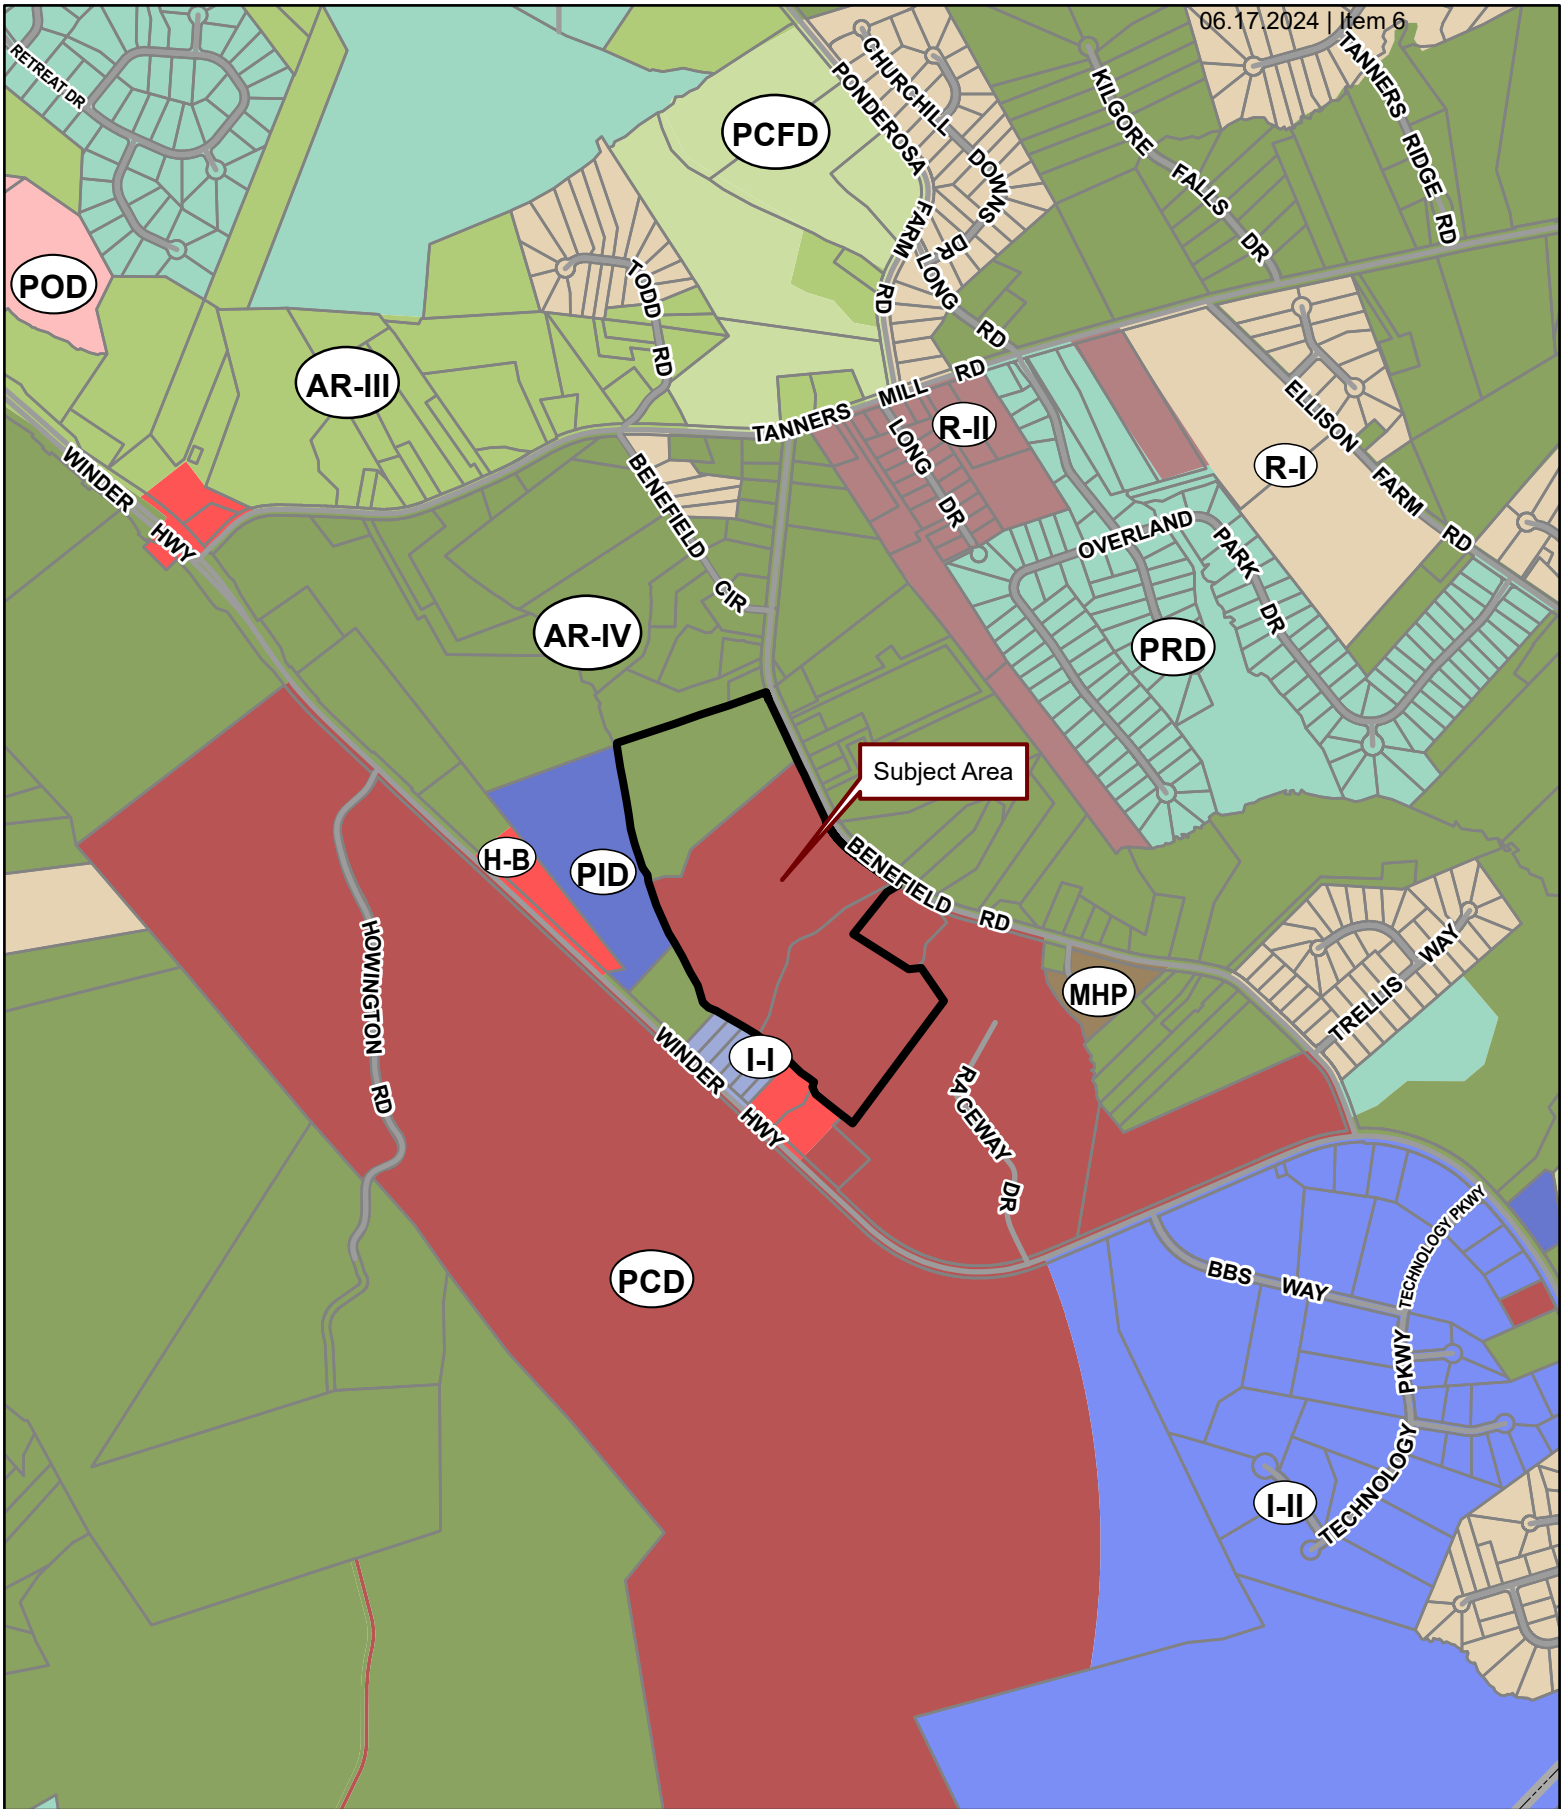 06.17.2024 | Item 6
RETREAT DR
CHURCHILL DOWNS DR
PONDEROSA FARM RD
KILGORE FALLS DR
TANNERS RIDGE RD
PCFD
POD
TODD RD
LONG RD
AR-III
TANNERS MILL RD
R-II
LONG DR
R-I
ELLISON FARM RD
WINDER HWY
BENEFIELD CIR
OVERLAND PARK DR
AR-IV
PRD
Subject Area
H-B
PID
BENEFIELD RD
HOWINGTON RD
MHP
TRELLIS WAY
I-I
WINDER HWY
RACEWAY DR
PCD
BBS WAY
TECHNOLOGY PKWY
TECHNOLOGY PKWY
I-II